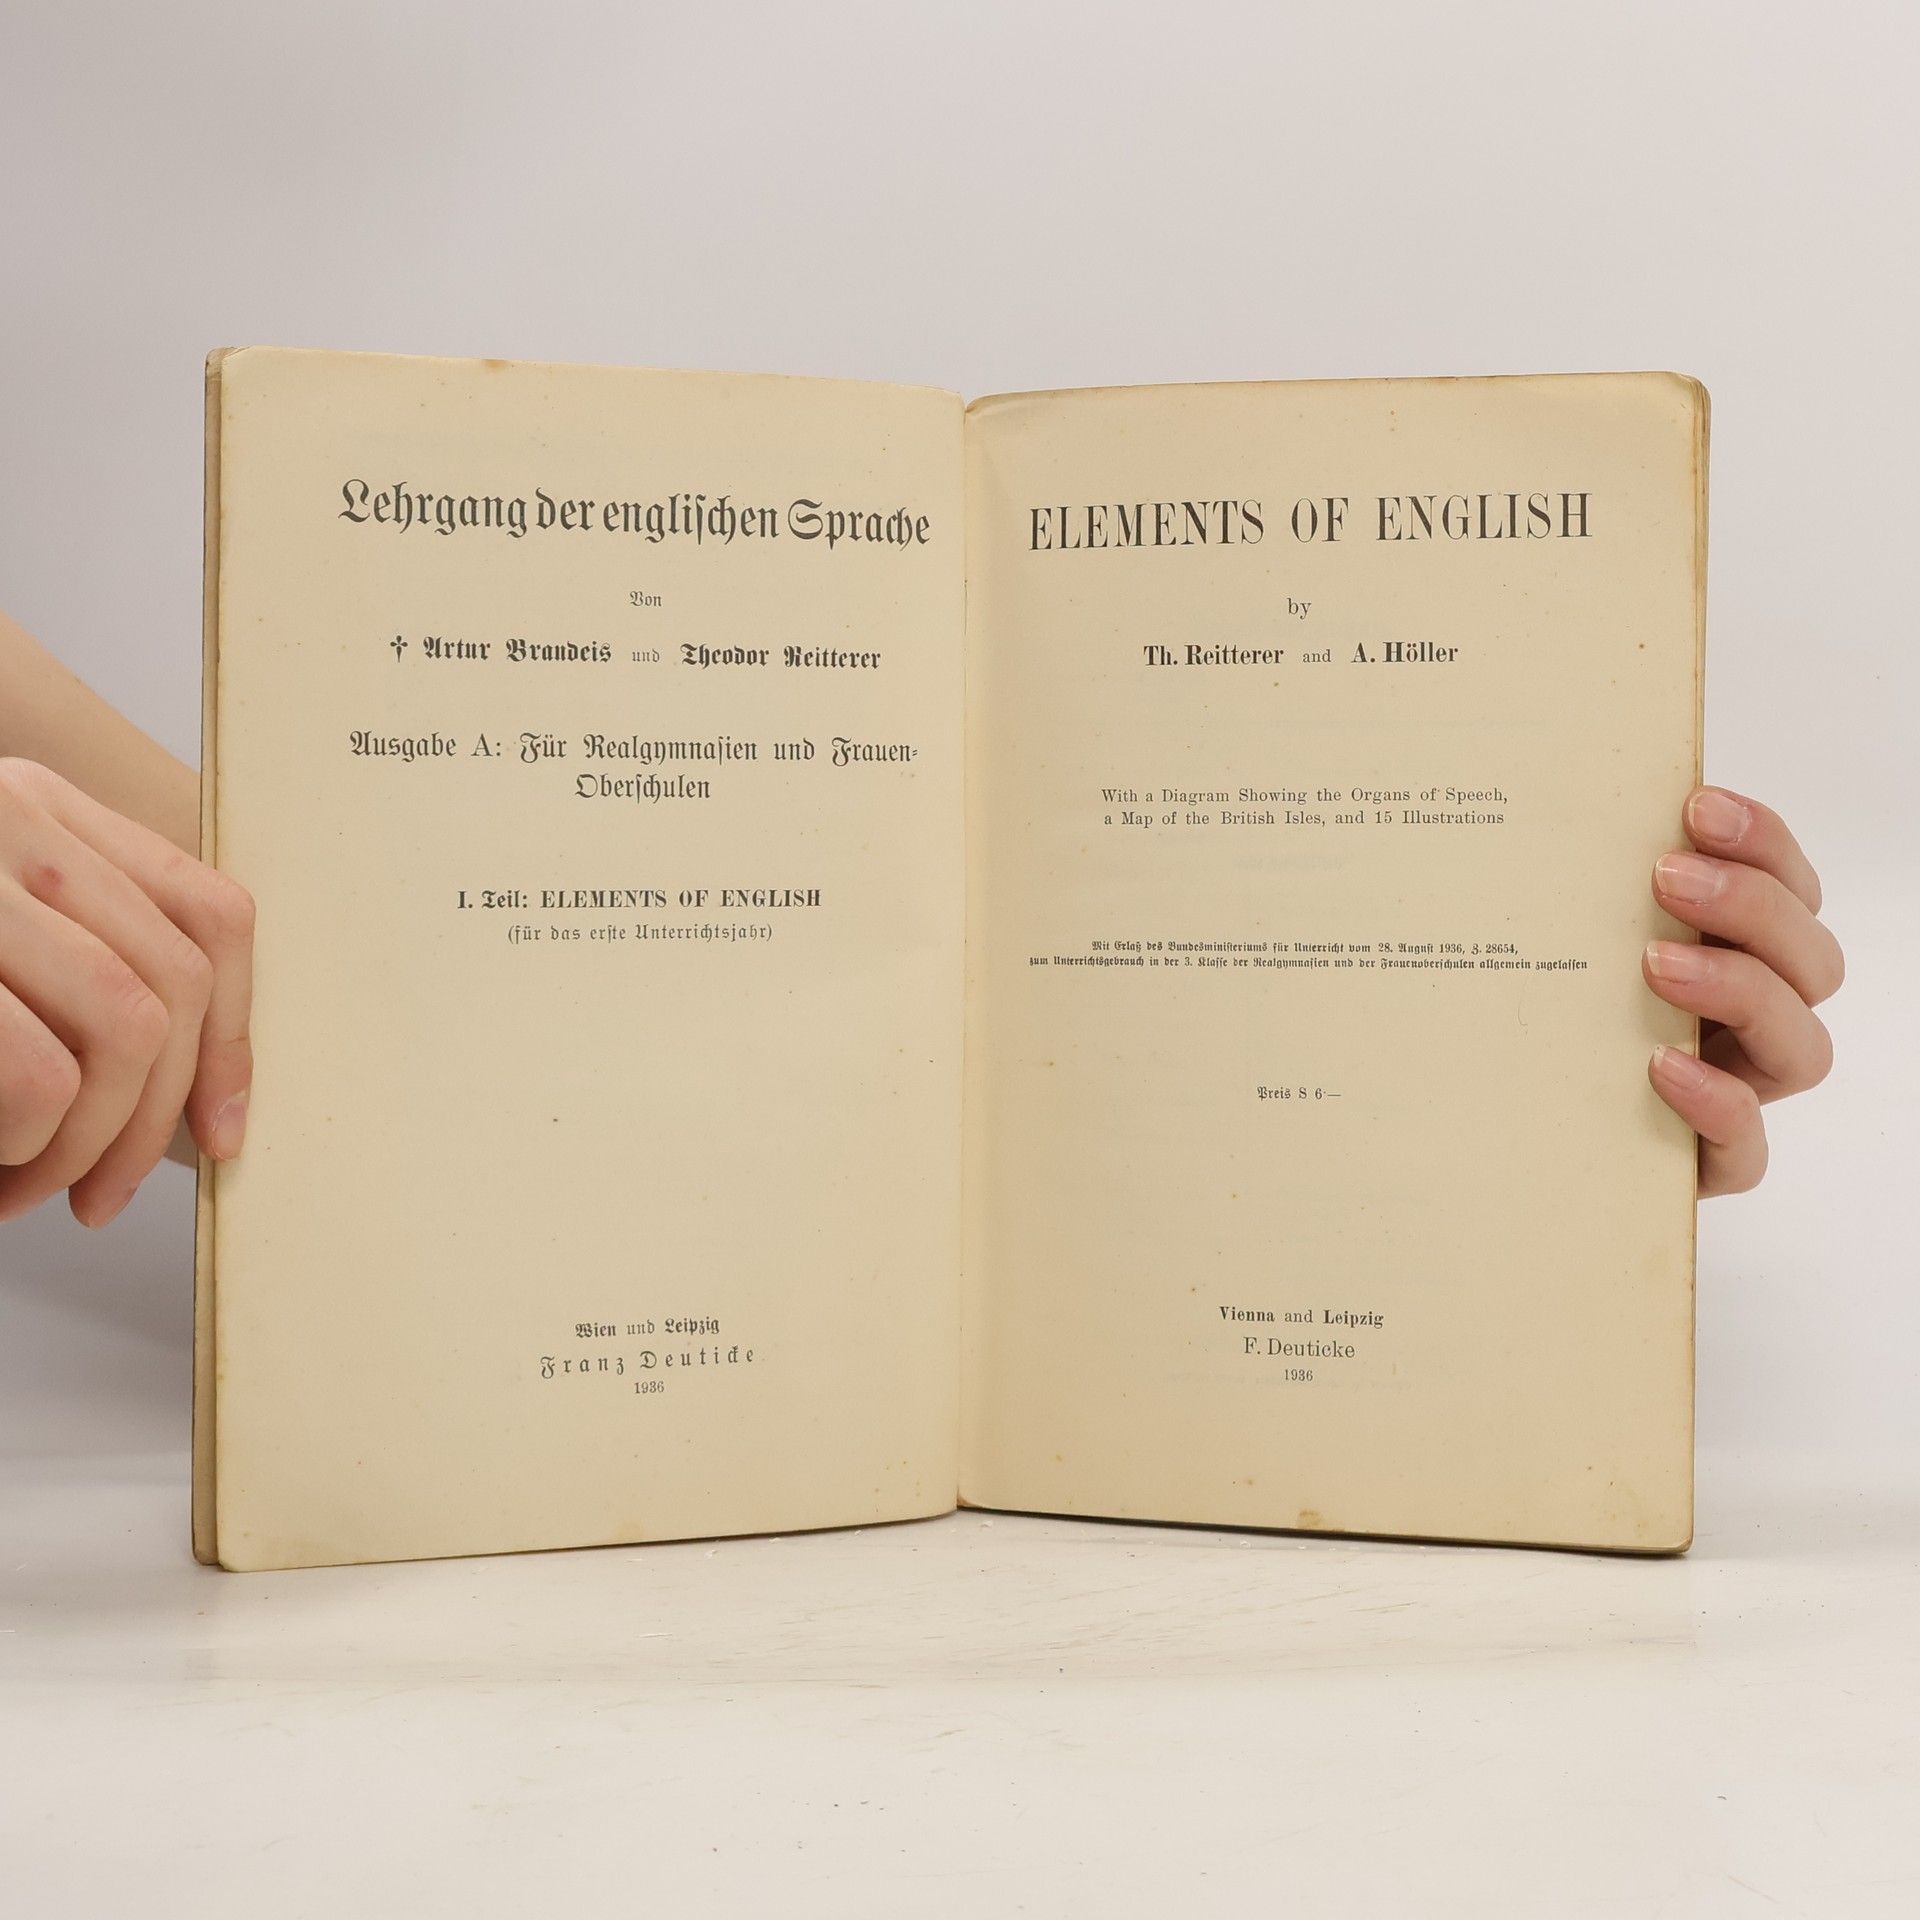 Lehrgang der engliſchen Sprache
Von
† Artur Brandeis und Theodor Reitterer
Ausgabe A: Für Realgymnaſien und Frauen-
Oberſchulen
I. Teil: ELEMENTS OF ENGLISH
(für das erſte Unterrichtsjahr)
Wien und Leipzig
Franz Deuticke
1936
ELEMENTS OF ENGLISH
by
Th. Reitterer and A. Höller
With a Diagram Showing the Organs of Speech,
a Map of the British Isles, and 15 Illustrations
Mit Erlaß des Bundesminiſteriums für Unterricht vom 28. Auguſt 1936, Z. 28654,
zum Unterrichtsgebrauch in der 3. Klaſſe der Realgymnaſien und der Frauenoberſchulen allgemein zugelaſſen
Preis S 6·—
Vienna and Leipzig
F. Deuticke
1936